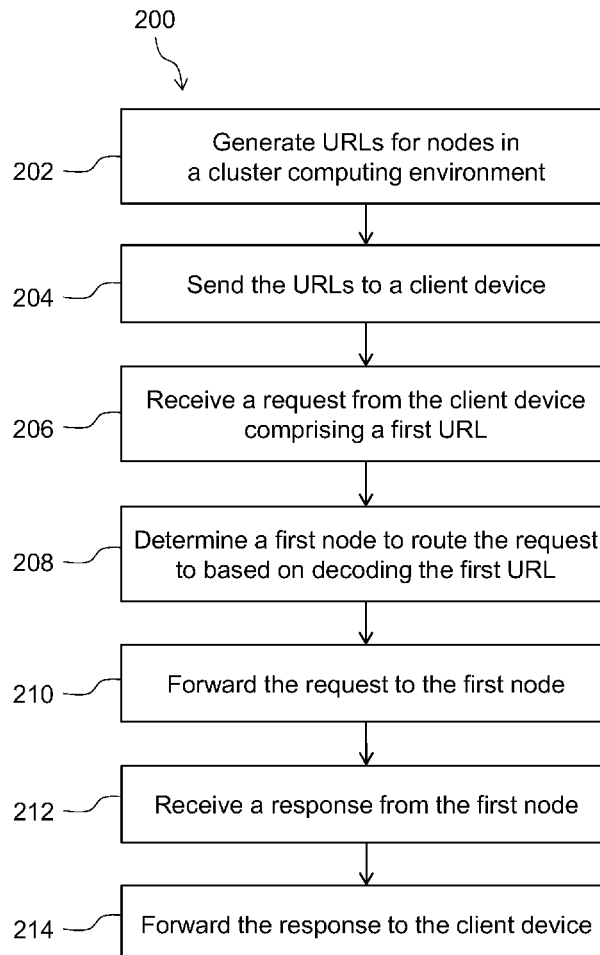 200
202
Generate URLs for nodes in
a cluster computing environment
204
Send the URLs to a client device
206
Receive a request from the client device
comprising a first URL
208
Determine a first node to route the request
to based on decoding the first URL
210
Forward the request to the first node
212
Receive a response from the first node
214
Forward the response to the client device